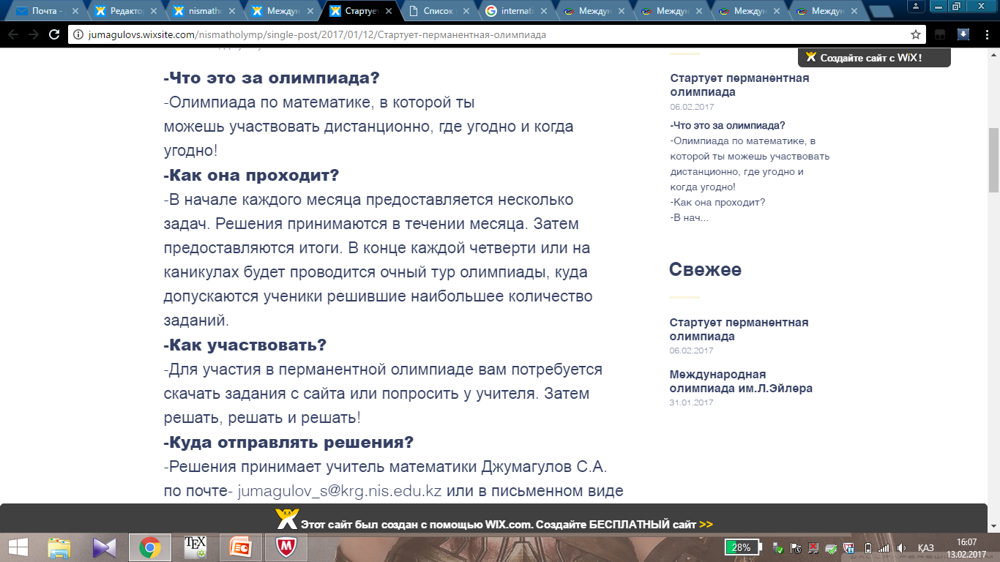 Почта -
Редактор
nismatho
Междун
Стартует
Список
internati
Междун
Междун
Междун
Междун
jumagulovs.wixsite.com/nismatholymp/single-post/2017/01/12/Стартует-перманентная-олимпиада
Создайте сайт с WiX!
-Что это за олимпиада?
-Олимпиада по математике, в которой ты
можешь участвовать дистанционно, где угодно и когда
угодно!
-Как она проходит?
-В начале каждого месяца предоставляется несколько
задач. Решения принимаются в течении месяца. Затем
предоставляются итоги. В конце каждой четверти или на
каникулах будет проводится очный тур олимпиады, куда
допускаются ученики решившие наибольшее количество
заданий.
-Как участвовать?
-Для участия в перманентной олимпиаде вам потребуется
скачать задания с сайта или попросить у учителя. Затем
решать, решать и решать!
-Куда отправлять решения?
-Решения принимает учитель математики Джумагулов С.А.
по почте- jumagulov_s@krg.nis.edu.kz или в письменном виде
Стартует перманентная
олимпиада
06.02.2017
-Что это за олимпиада?
-Олимпиада по математике, в
которой ты можешь участвовать
дистанционно, где угодно и
когда угодно!
-Как она проходит?
-В нач...
Свежее
Стартует перманентная
олимпиада
06.02.2017
Международная
олимпиада им.Л.Эйлера
31.01.2017
Этот сайт был создан с помощью WIX.com. Создайте БЕСПЛАТНЫЙ сайт >>
TEX
28%
ҚАЗ
16:07
13.02.2017